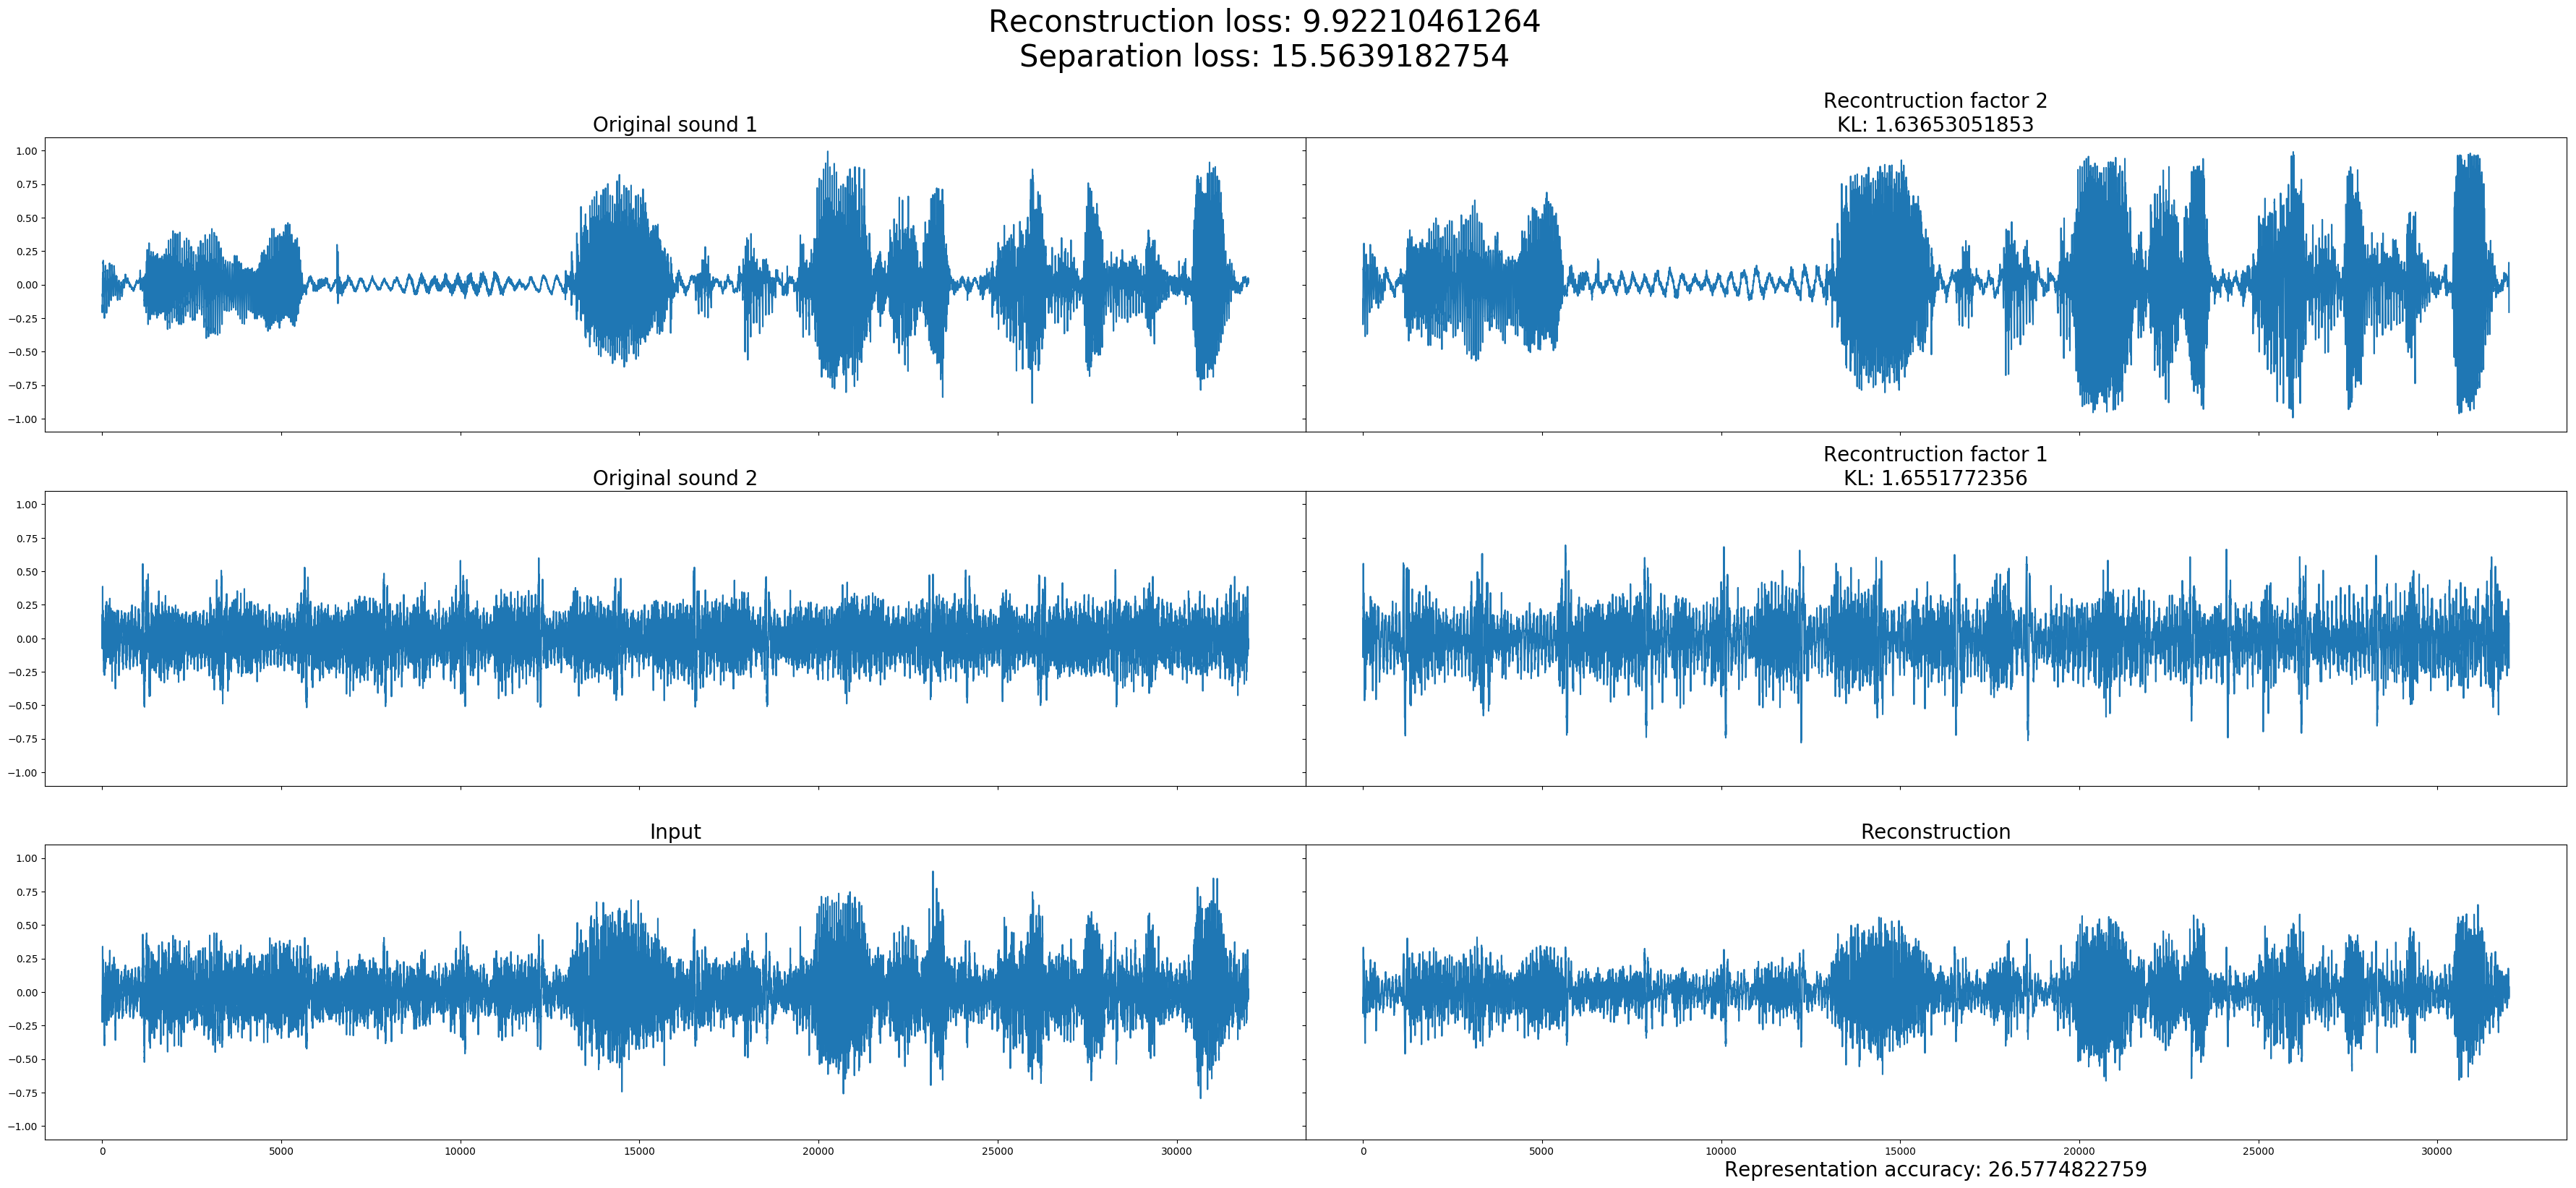 Reconstruction loss: 9.92210461264
Separation loss: 15.5639182754
Original sound 1
Recontruction factor 2
KL: 1.63653051853
1.00
0.75
0.50
0.25
0.00
−0.25
−0.50
−0.75
−1.00
Original sound 2
Recontruction factor 1
KL: 1.6551772356
1.00
0.75
0.50
0.25
0.00
−0.25
−0.50
−0.75
−1.00
Input
Reconstruction
1.00
0.75
0.50
0.25
0.00
−0.25
−0.50
−0.75
−1.00
0 5000 10000 15000 20000 25000 30000
0 5000 10000 15000 20000 25000 30000
Representation accuracy: 26.5774822759